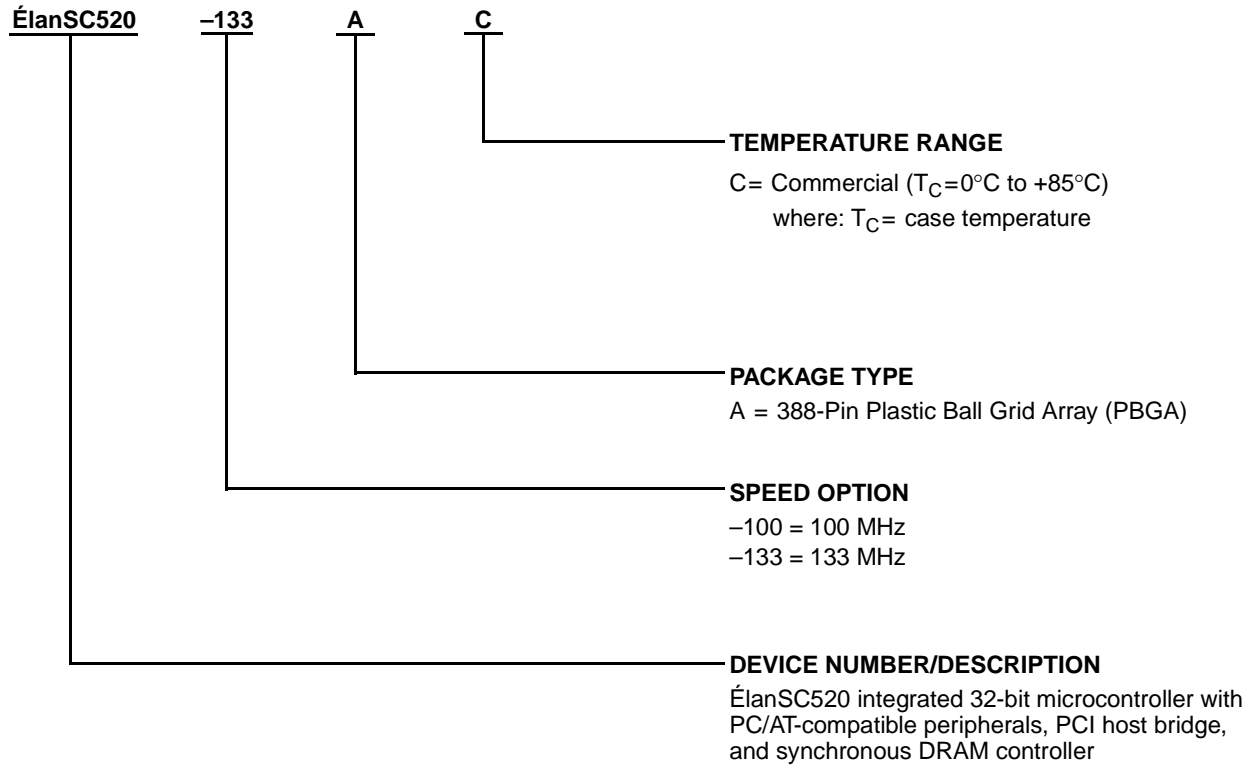 ÉlanSC520 –133 A C
TEMPERATURE RANGE
C= Commercial (TC=0°C to +85°C)
where: TC= case temperature
PACKAGE TYPE
A = 388-Pin Plastic Ball Grid Array (PBGA)
SPEED OPTION
–100 = 100 MHz
–133 = 133 MHz
DEVICE NUMBER/DESCRIPTION
ÉlanSC520 integrated 32-bit microcontroller with
PC/AT-compatible peripherals, PCI host bridge,
and synchronous DRAM controller